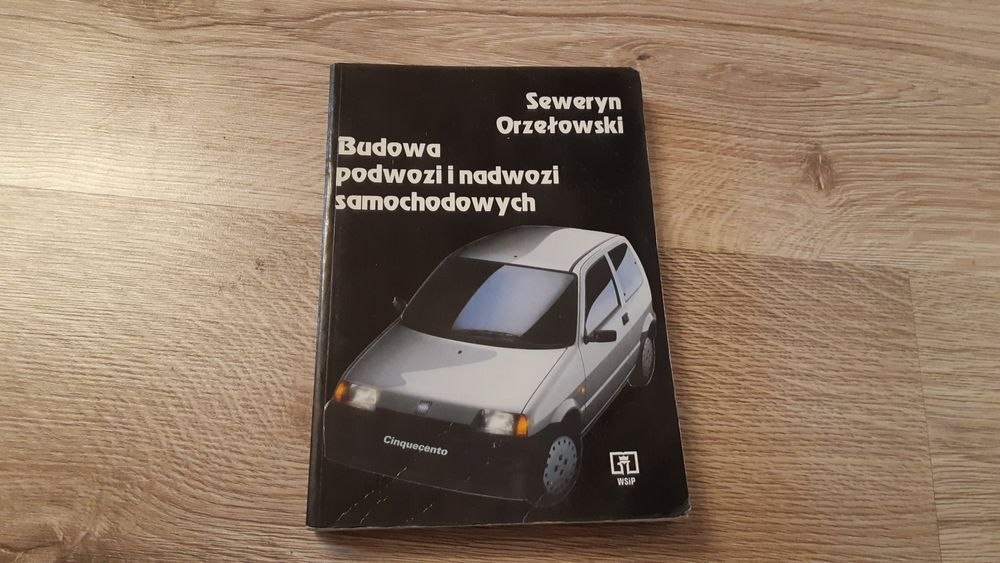 Seweryn
Orzełowski
Budowa
podwozi i nadwozi
samochodowych
Cinquecento
WSiP